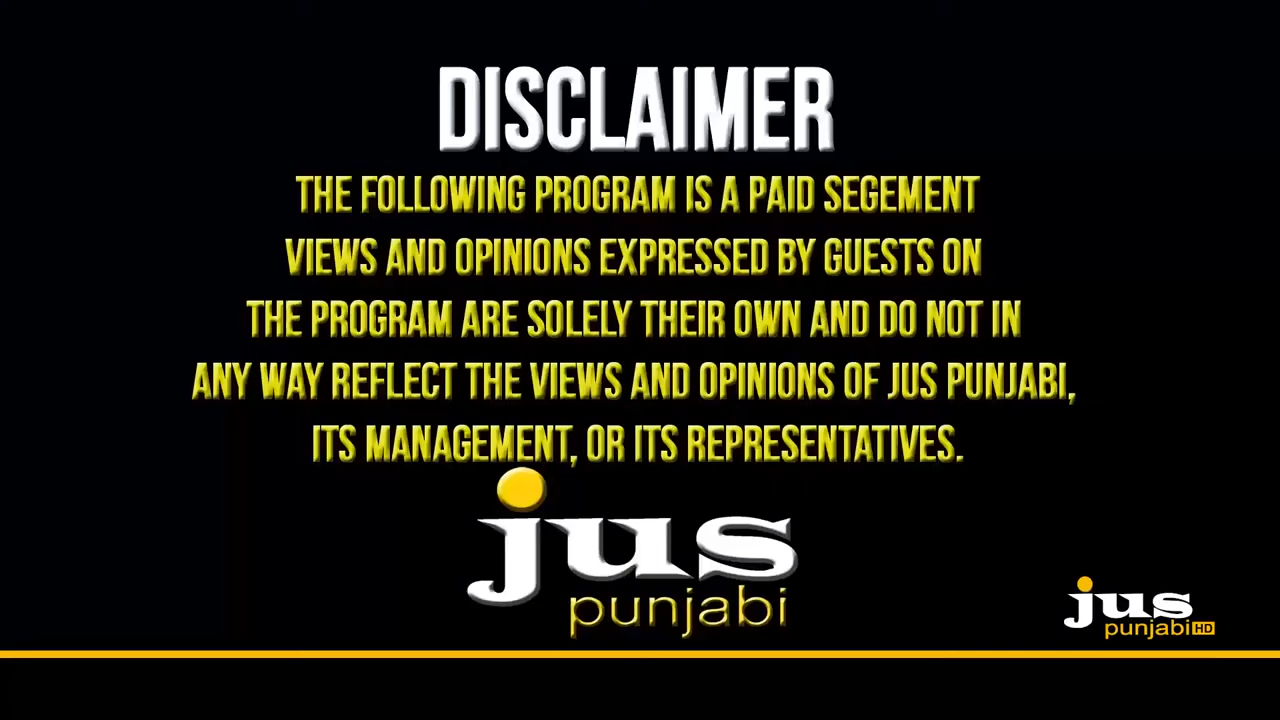 DISCLAIMER
THE FOLLOWING PROGRAM IS A PAID SEGEMENT
VIEWS AND OPINIONS EXPRESSED BY GUESTS ON
THE PROGRAM ARE SOLELY THEIR OWN AND DO NOT IN
ANY WAY REFLECT THE VIEWS AND OPINIONS OF JUS PUNJABI,
ITS MANAGEMENT, OR ITS REPRESENTATIVES.
jus
punjabi
jus
punjabi HD